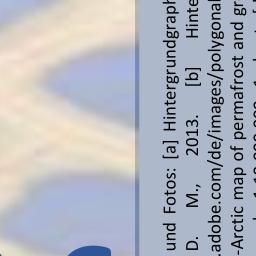 und Fotos: [a] Hintergrundgraph
D. M., 2013. [b] Hinte
.adobe.com/de/images/polygonal
-Arctic map of permafrost and gr